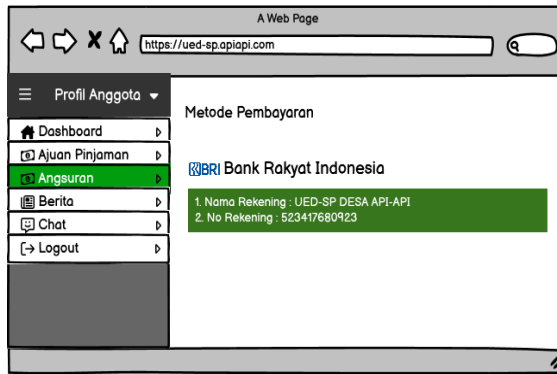 A Web Page
https://ued-sp.apiapi.com
Profil Anggota
Dashboard
Ajuan Pinjaman
Angsuran
Berita
Chat
Logout
Metode Pembayaran
BRI Bank Rakyat Indonesia
1. Nama Rekening : UED-SP DESA API-API
2. No Rekening : 523417680923